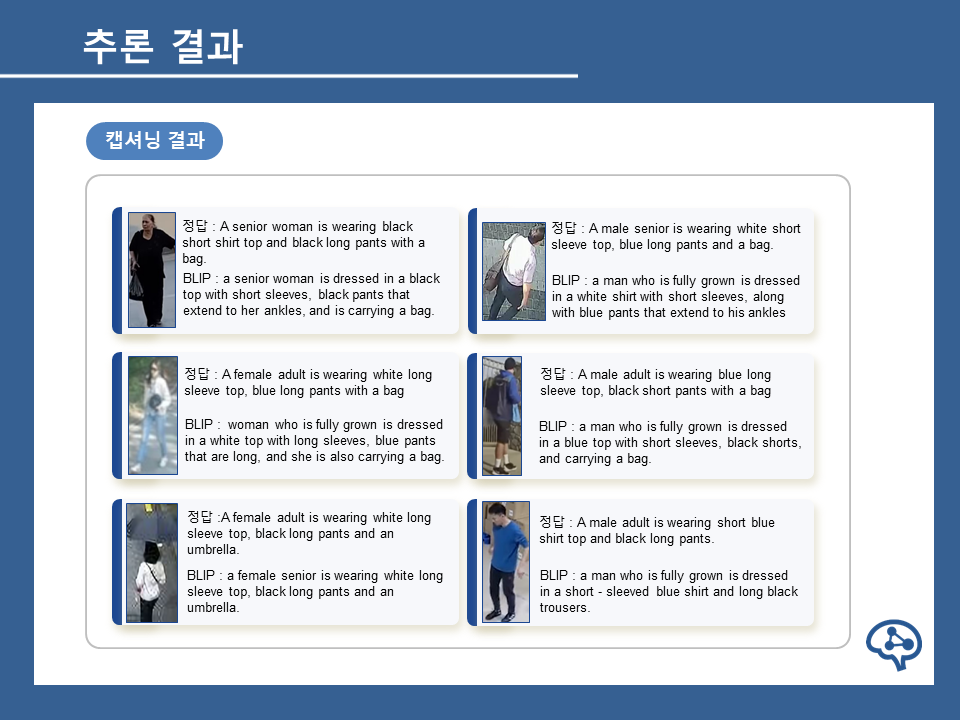 추론 결과
캡셔닝 결과
정답 : A senior woman is wearing black
short shirt top and black long pants with a
bag.
BLIP : a senior woman is dressed in a black
top with short sleeves, black pants that
extend to her ankles, and is carrying a bag.
정답 : A male senior is wearing white short
sleeve top, blue long pants and a bag.
BLIP : a man who is fully grown is dressed
in a white shirt with short sleeves, along
with blue pants that extend to his ankles
정답 : A female adult is wearing white long
sleeve top, blue long pants with a bag
BLIP : woman who is fully grown is dressed
in a white top with long sleeves, blue pants
that are long, and she is also carrying a bag.
정답 : A male adult is wearing blue long
sleeve top, black short pants with a bag
BLIP : a man who is fully grown is dressed
in a blue top with short sleeves, black shorts,
and carrying a bag.
정답 :A female adult is wearing white long
sleeve top, black long pants and an
umbrella.
BLIP : a female senior is wearing white long
sleeve top, black long pants and an
umbrella.
정답 : A male adult is wearing short blue
shirt top and black long pants.
BLIP : a man who is fully grown is dressed
in a short - sleeved blue shirt and long black
trousers.